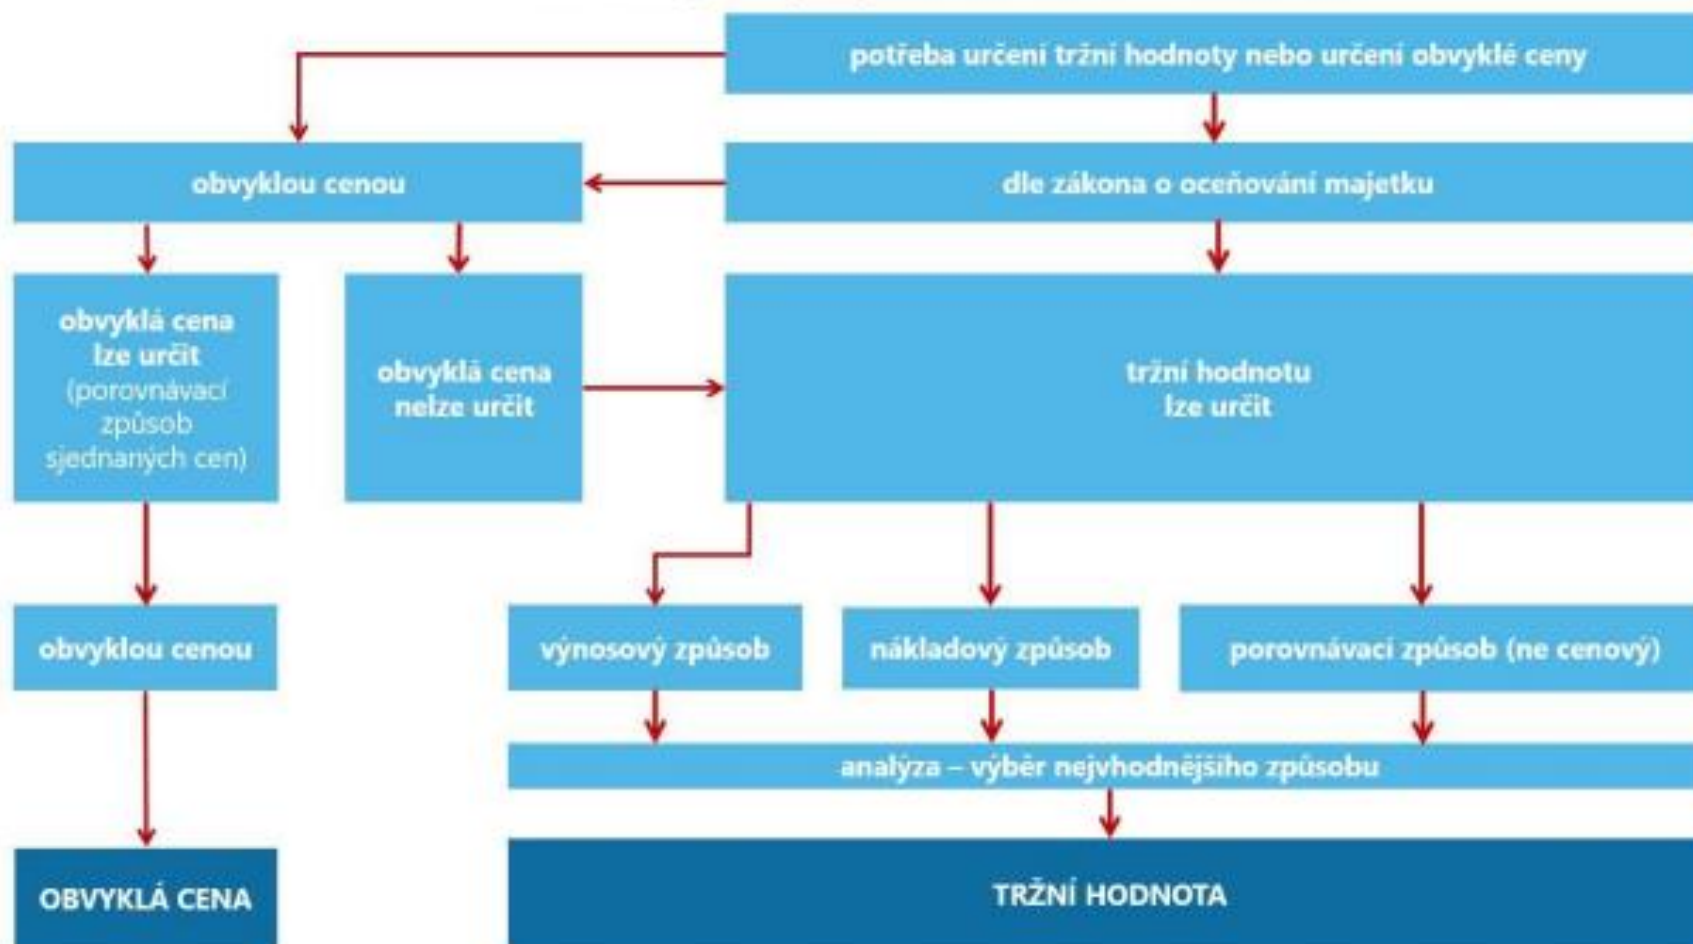 potřeba určení tržní hodnoty nebo určení obvyklé ceny
obvyklou cenou
dle zákona o oceňování majetku
obvyklá cena
lze určit
(porovnávací
způsob
sjednaných cen)
obvyklá cena
nelze určit
tržní hodnotu
lze určit
obvyklou cenou
výnosový způsob
nákladový způsob
porovnávací způsob (ne cenový)
analýza – výběr nejvhodnějšího způsobu
OBVYKLÁ CENA
TRŽNÍ HODNOTA